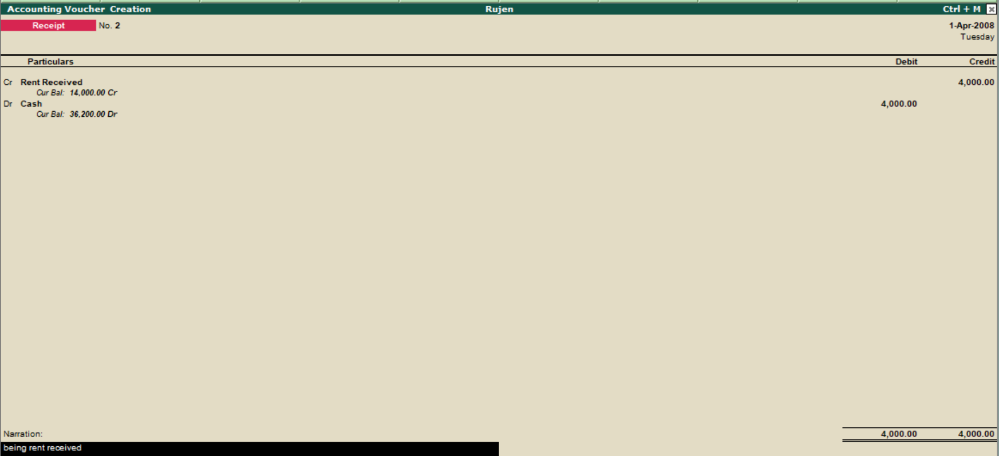 Accounting Voucher Creation Rujen Ctrl + M
Receipt No. 2 1-Apr-2008
Tuesday
Particulars Debit Credit
Cr Rent Received 4,000.00
Cur Bal: 14,000.00 Cr
Dr Cash 4,000.00
Cur Bal: 36,200.00 Dr
Narration: 4,000.00 4,000.00
being rent received